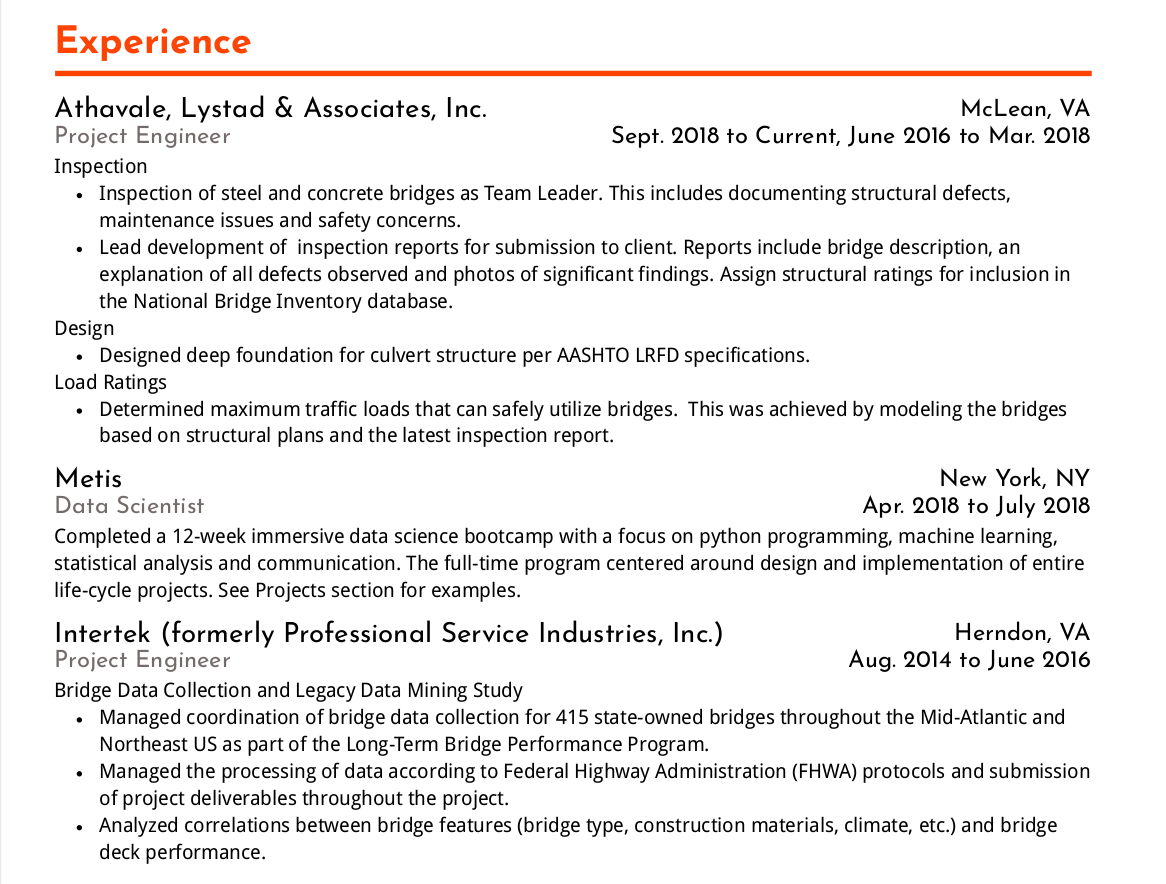 Experience
Athavale, Lystad & Associates, Inc. McLean, VA
Project Engineer Sept. 2018 to Current, June 2016 to Mar. 2018
Inspection
• Inspection of steel and concrete bridges as Team Leader. This includes documenting structural defects,
maintenance issues and safety concerns.
• Lead development of  inspection reports for submission to client. Reports include bridge description, an
explanation of all defects observed and photos of significant findings. Assign structural ratings for inclusion in
the National Bridge Inventory database.
Design
• Designed deep foundation for culvert structure per AASHTO LRFD specifications.
Load Ratings
• Determined maximum traffic loads that can safely utilize bridges.  This was achieved by modeling the bridges
based on structural plans and the latest inspection report.
Metis New York, NY
Data Scientist Apr. 2018 to July 2018
Completed a 12-week immersive data science bootcamp with a focus on python programming, machine learning,
statistical analysis and communication. The full-time program centered around design and implementation of entire
life-cycle projects. See Projects section for examples.
Intertek (formerly Professional Service Industries, Inc.) Herndon, VA
Project Engineer Aug. 2014 to June 2016
Bridge Data Collection and Legacy Data Mining Study
• Managed coordination of bridge data collection for 415 state-owned bridges throughout the Mid-Atlantic and
Northeast US as part of the Long-Term Bridge Performance Program.
• Managed the processing of data according to Federal Highway Administration (FHWA) protocols and submission
of project deliverables throughout the project.
• Analyzed correlations between bridge features (bridge type, construction materials, climate, etc.) and bridge
deck performance.